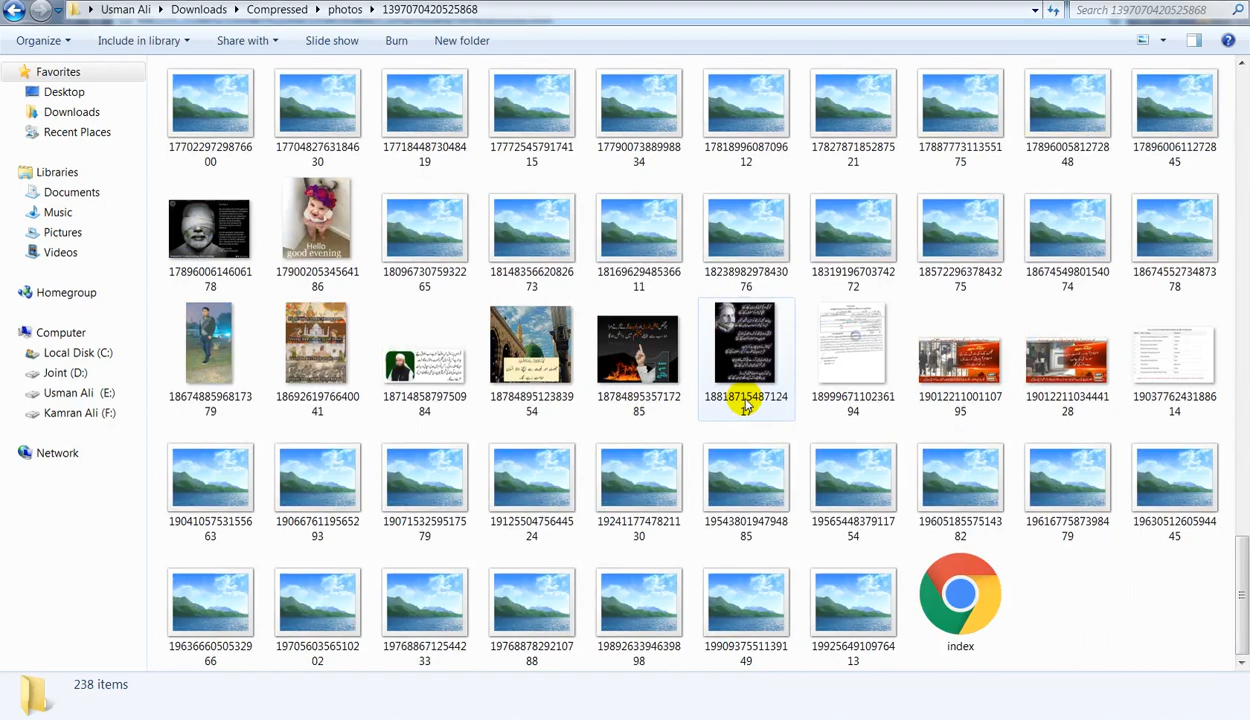 Usman Ali ▸ Downloads ▸ Compressed ▸ photos ▸ 1397070420525868
Search 1397070420525868
Organize Include in library Share with Slide show Burn New folder
Favorites
Desktop
Downloads
Recent Places
Libraries
Documents
Music
Pictures
Videos
Homegroup
Computer
Local Disk (C:)
Joint (D:)
Usman Ali (E:)
Kamran Ali (F:)
Network
17702297298766 17704827631846 17718448730484 17772545791741 17790073889988 17818996087096 17827871852875 17887773113551 17896005812728 17896006112728
00 30 19 15 34 12 21 75 48 45
Hello
good evening
17896006146061 17900205345641 18096730759322 18148356620826 18169629485366 18238982978430 18319196703742 18572296378432 18674549801540 18674552734873
78 86 65 73 11 76 72 75 74 78
18674885968173 18692619766400 18714858797509 18784895123839 18784895357172 18818715487124 18999671102361 19012211001107 19012211034441 19037762431886
79 41 84 54 85 94 95 28 14
19041057531556 19066761195652 19071532595175 19125504756445 19241177478211 19543801947948 19565448379117 19605185575143 19616775873984 19630512605944
63 93 79 24 30 85 54 82 79 45
19636660505329 19705603565102 19768867125442 19768878292107 19892633946398 19909375511391 19925649109764 index
66 02 33 88 98 49 13
238 items